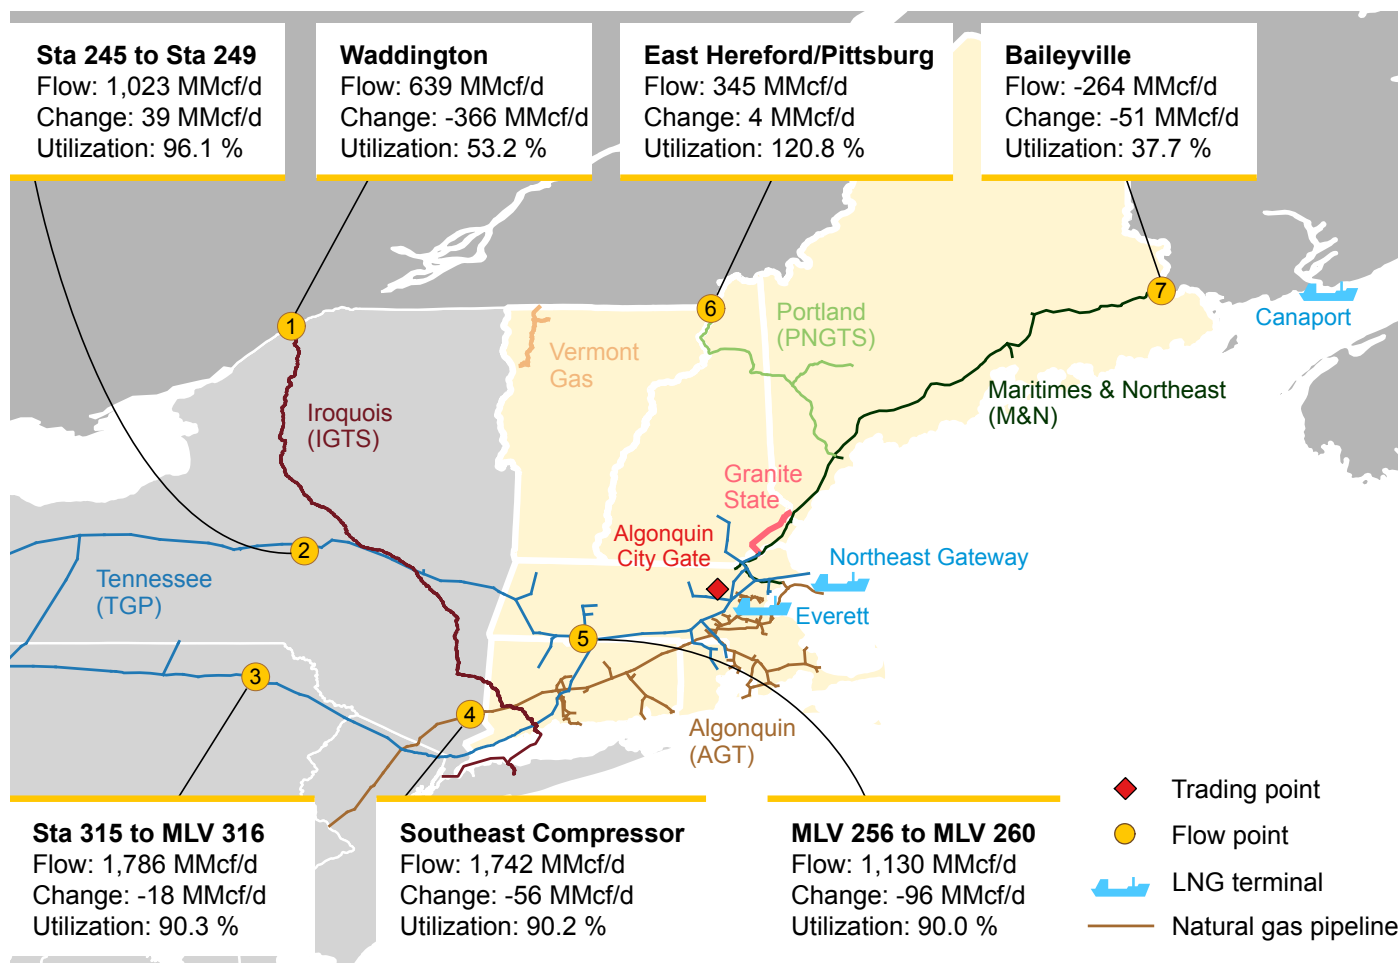 Sta 245 to Sta 249
Flow: 1,023 MMcf/d
Change: 39 MMcf/d
Utilization: 96.1 %
Waddington
Flow: 639 MMcf/d
Change: -366 MMcf/d
Utilization: 53.2 %
East Hereford/Pittsburg
Flow: 345 MMcf/d
Change: 4 MMcf/d
Utilization: 120.8 %
Baileyville
Flow: -264 MMcf/d
Change: -51 MMcf/d
Utilization: 37.7 %
7
6
1
Canaport
Portland
(PNGTS)
Vermont
Gas
Maritimes & Northeast
(M&N)
Iroquois
(IGTS)
Granite
State
Algonquin
City Gate
2
Northeast Gateway
Tennessee
(TGP)
Everett
5
3
4
Algonquin
(AGT)
Sta 315 to MLV 316
Flow: 1,786 MMcf/d
Change: -18 MMcf/d
Utilization: 90.3 %
Southeast Compressor
Flow: 1,742 MMcf/d
Change: -56 MMcf/d
Utilization: 90.2 %
MLV 256 to MLV 260
Flow: 1,130 MMcf/d
Change: -96 MMcf/d
Utilization: 90.0 %
Trading point
Flow point
LNG terminal
Natural gas pipeline